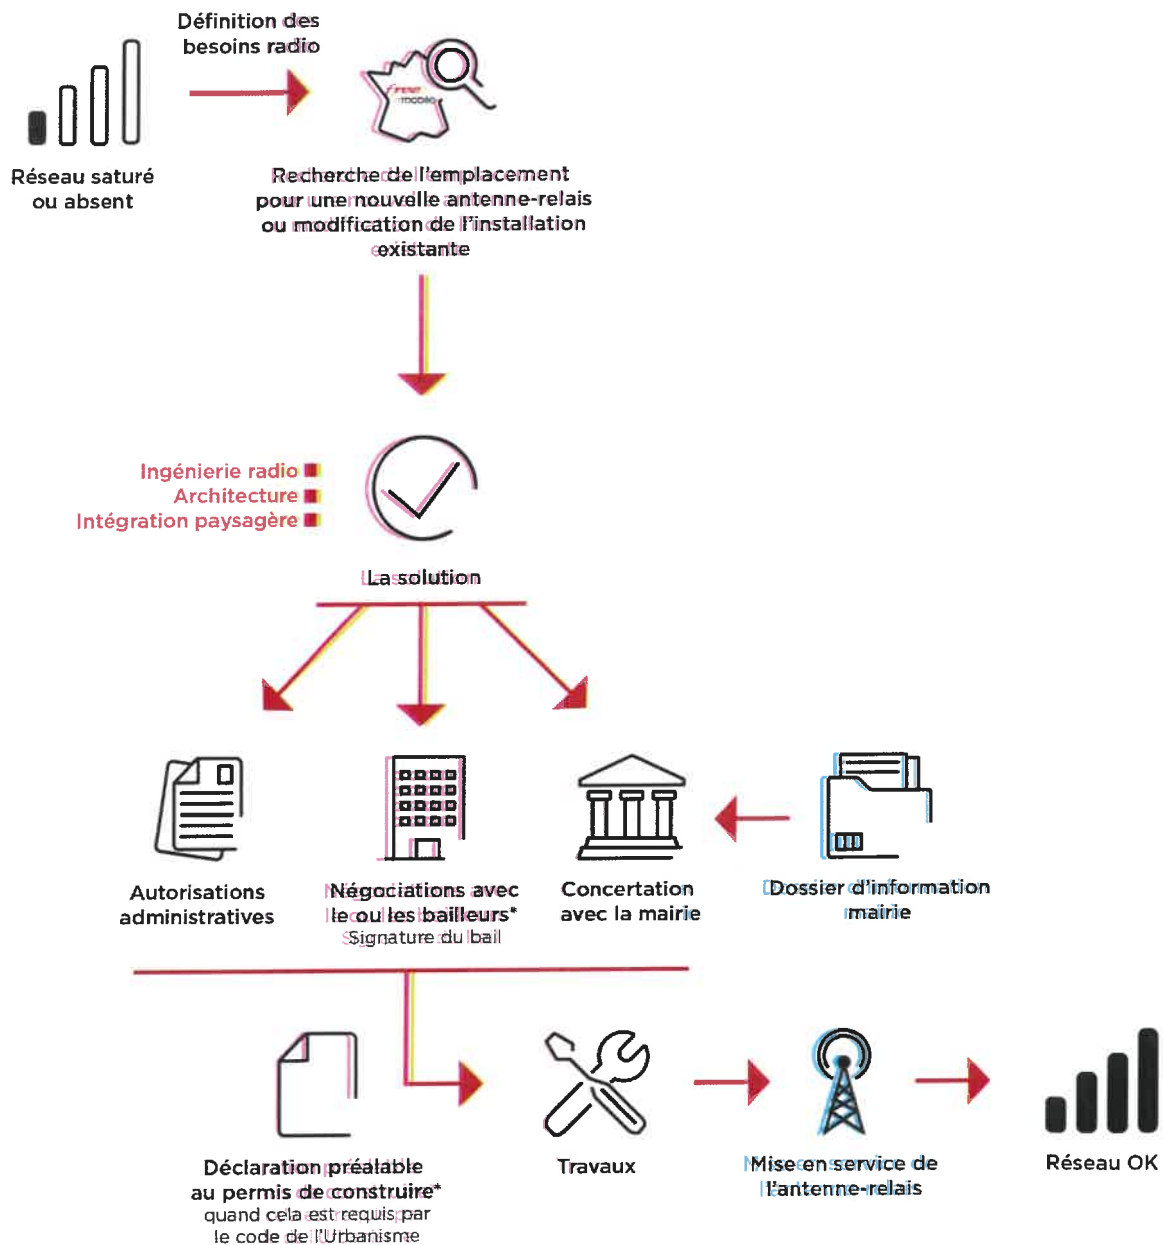 Définition des
besoins radio
free
mobile
Réseau saturé
ou absent
Recherche de l'emplacement
pour une nouvelle antenne-relais
ou modification de l'installation
existante
Ingénierie radio
Architecture
Intégration paysagère
La solution
Autorisations
administratives
Négociations avec
le ou les bailleurs*
Signature du bail
Concertation
avec la mairie
Dossier d'information
mairie
Déclaration préalable
au permis de construire*
quand cela est requis par
le code de l'Urbanisme
Travaux
Mise en service de
l'antenne-relais
Réseau OK